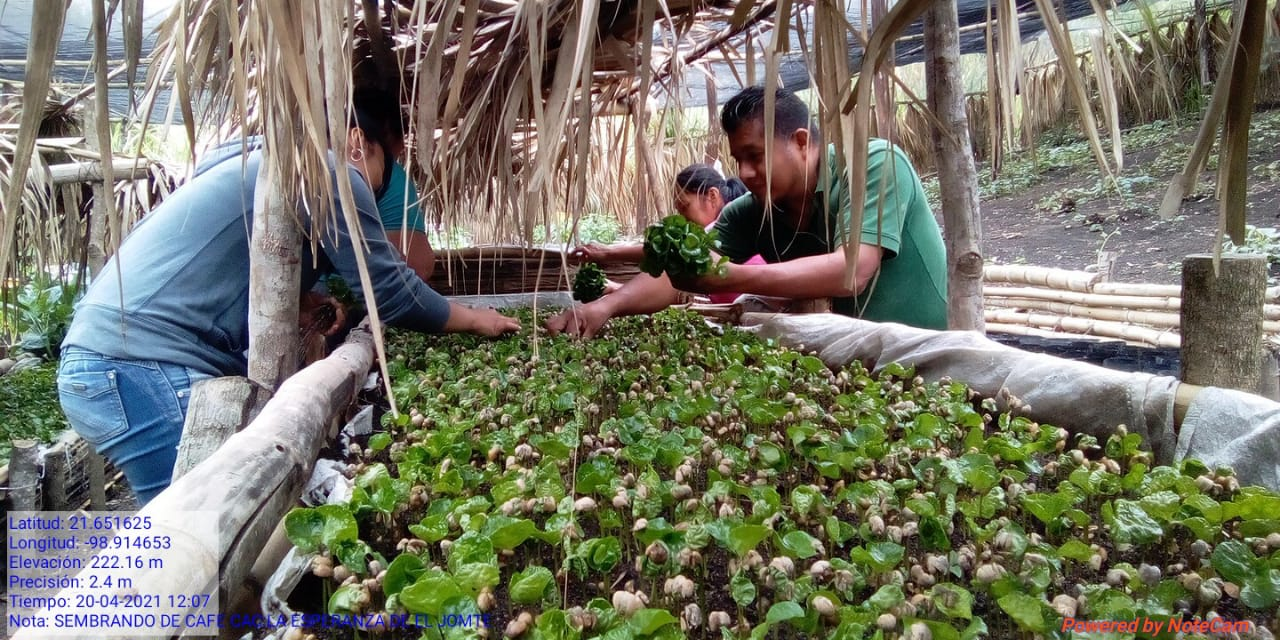 Latitud: 21.651625
Longitud: -98.914653
Elevación: 222.16 m
Precisión: 2.4 m
Tiempo: 20-04-2021 12:07
Nota: SEMBRANDO DE CAFE CAC LA ESPERANZA DE EL JOMTE
Powered by NoteCam